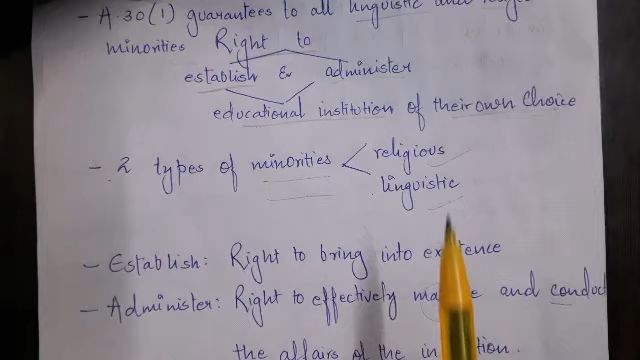 - A.30(1) guarantees to all linguistic and
minorities Right to
establish & administer
educational institution of their own choice
- 2 types of minorities religious
linguistic
- Establish: Right to bring into existence
- Administer: Right to effectively and conduct
the affairs of the